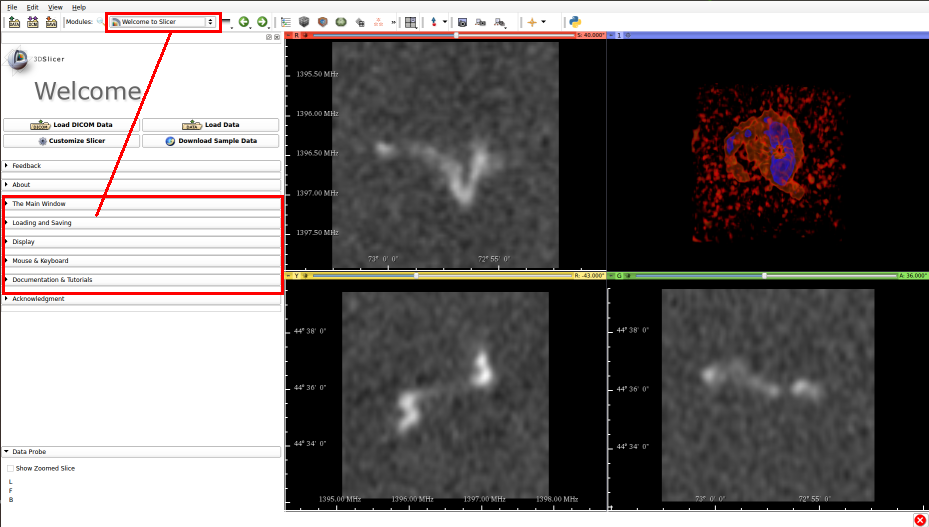 File Edit View Help
DATA DCM SAVE Modules: Welcome to Slicer »
3DSlicer
Welcome
DICOM Load DICOM Data DATA Load Data
Customize Slicer Download Sample Data
Feedback
About
The Main Window
Loading and Saving
Display
Mouse & Keyboard
Documentation & Tutorials
Acknowledgment
Data Probe
Show Zoomed Slice
L
F
B
R S: 40.000°
1395.50 MHz
1396.00 MHz
1396.50 MHz
1397.00 MHz
1397.50 MHz
73° 0' 0" 72° 55' 0"
1
Y R: -43.000°
44° 38' 0"
44° 36' 0"
44° 34' 0"
1395.00 MHz 1396.00 MHz 1397.00 MHz 1398.00 MHz
G A: 36.000°
44° 38' 0"
44° 36' 0"
44° 34' 0"
73° 0' 0" 72° 55' 0"